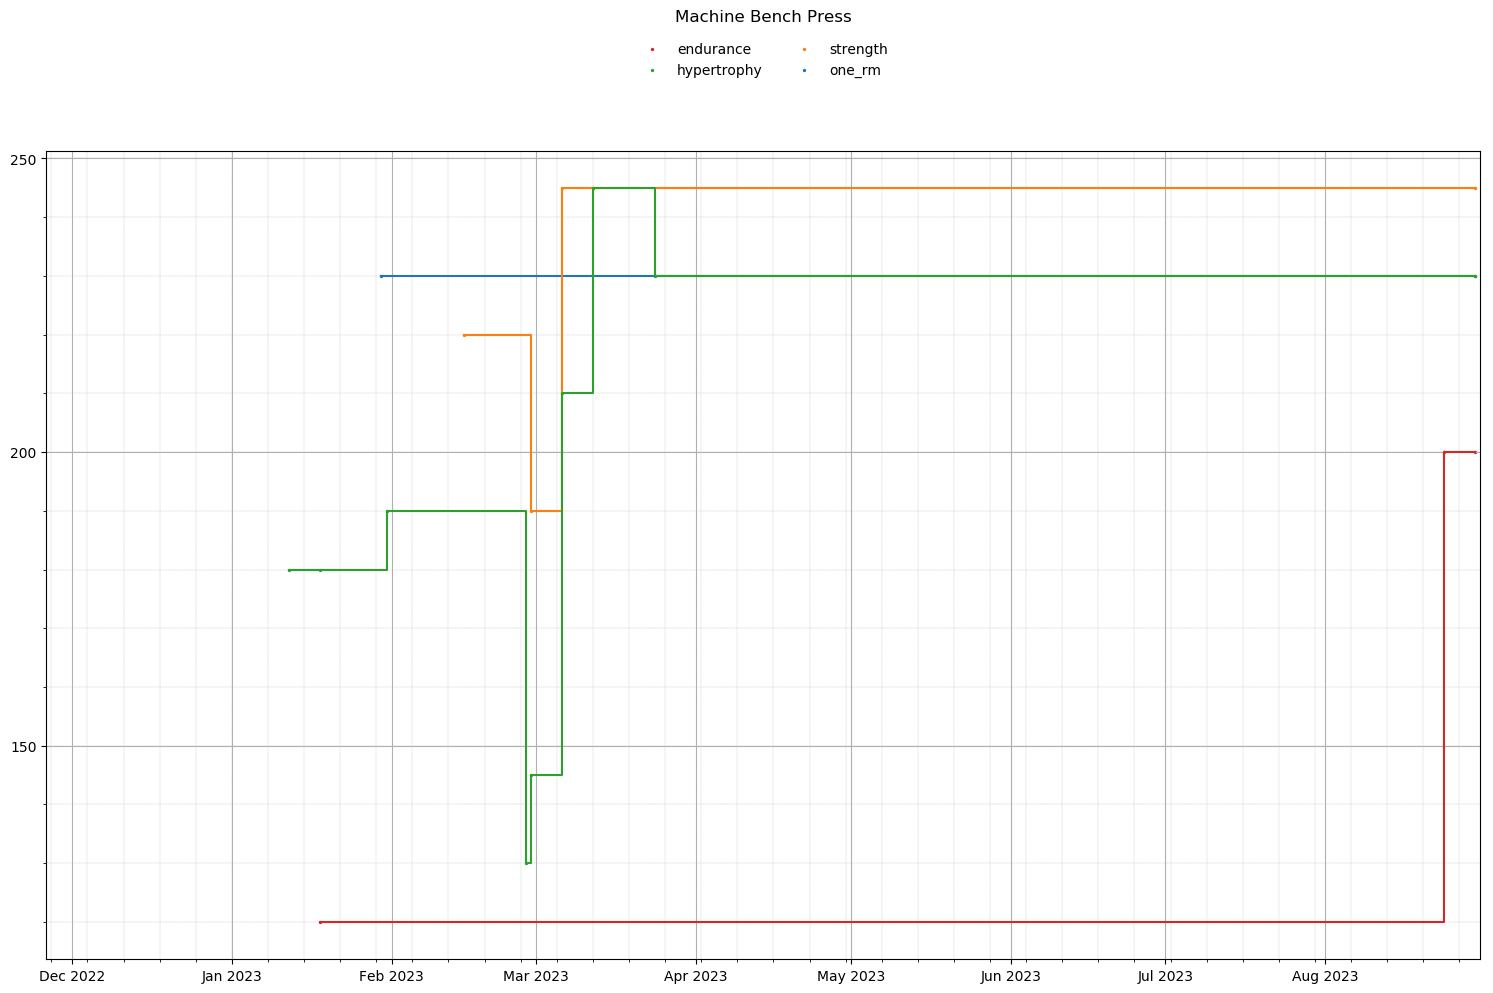 Machine Bench Press
endurance strength
hypertrophy one_rm
250
200
150
Dec 2022 Jan 2023 Feb 2023 Mar 2023 Apr 2023 May 2023 Jun 2023 Jul 2023 Aug 2023